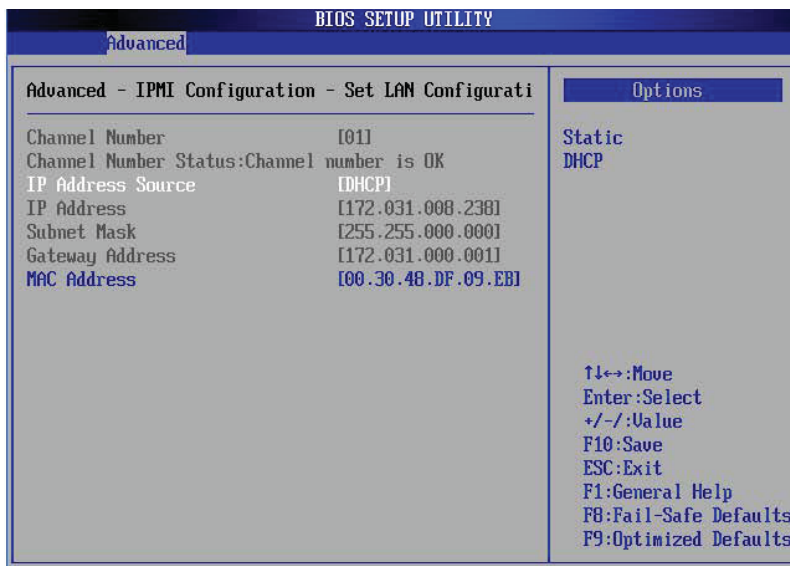 BIOS SETUP UTILITY
Advanced
Advanced - IPMI Configuration - Set LAN Configurati
Channel Number [01]
Channel Number Status:Channel number is OK
IP Address Source [DHCP]
IP Address [172.031.008.238]
Subnet Mask [255.255.000.000]
Gateway Address [172.031.000.001]
MAC Address [00.30.48.DF.09.EB]
Options
Static
DHCP
↑↓←→:Move
Enter:Select
+/-/:Value
F10:Save
ESC:Exit
F1:General Help
F8:Fail-Safe Defaults
F9:Optimized Defaults